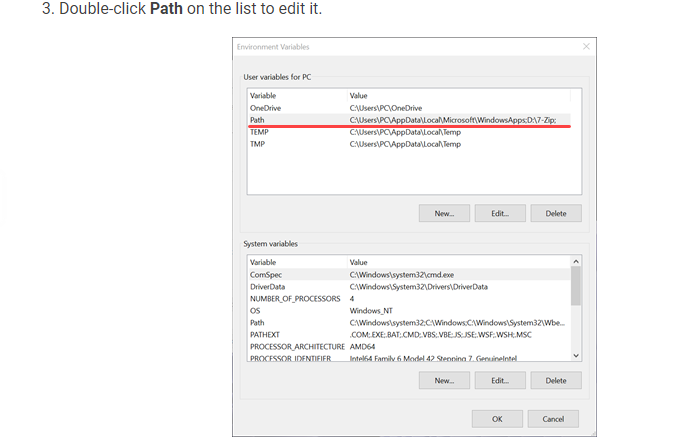 3. Double-click Path on the list to edit it.
Environment Variables
User variables for PC
Variable Value
OneDrive C:\Users\PC\OneDrive
Path C:\Users\PC\AppData\Local\Microsoft\WindowsApps;D:\7-Zip;
TEMP C:\Users\PC\AppData\Local\Temp
TMP C:\Users\PC\AppData\Local\Temp
New... Edit... Delete
System variables
Variable Value
ComSpec C:\Windows\system32\cmd.exe
DriverData C:\Windows\System32\Drivers\DriverData
NUMBER_OF_PROCESSORS 4
OS Windows_NT
Path C:\Windows\system32;C:\Windows;C:\Windows\System32\Wbe...
PATHEXT .COM;.EXE;.BAT;.CMD;.VBS;.VBE;.JS;.JSE;.WSF;.WSH;.MSC
PROCESSOR_ARCHITECTURE AMD64
PROCESSOR_IDENTIFIER Intel64 Family 6 Model 42 Stepping 7, GenuineIntel
New... Edit... Delete
OK Cancel